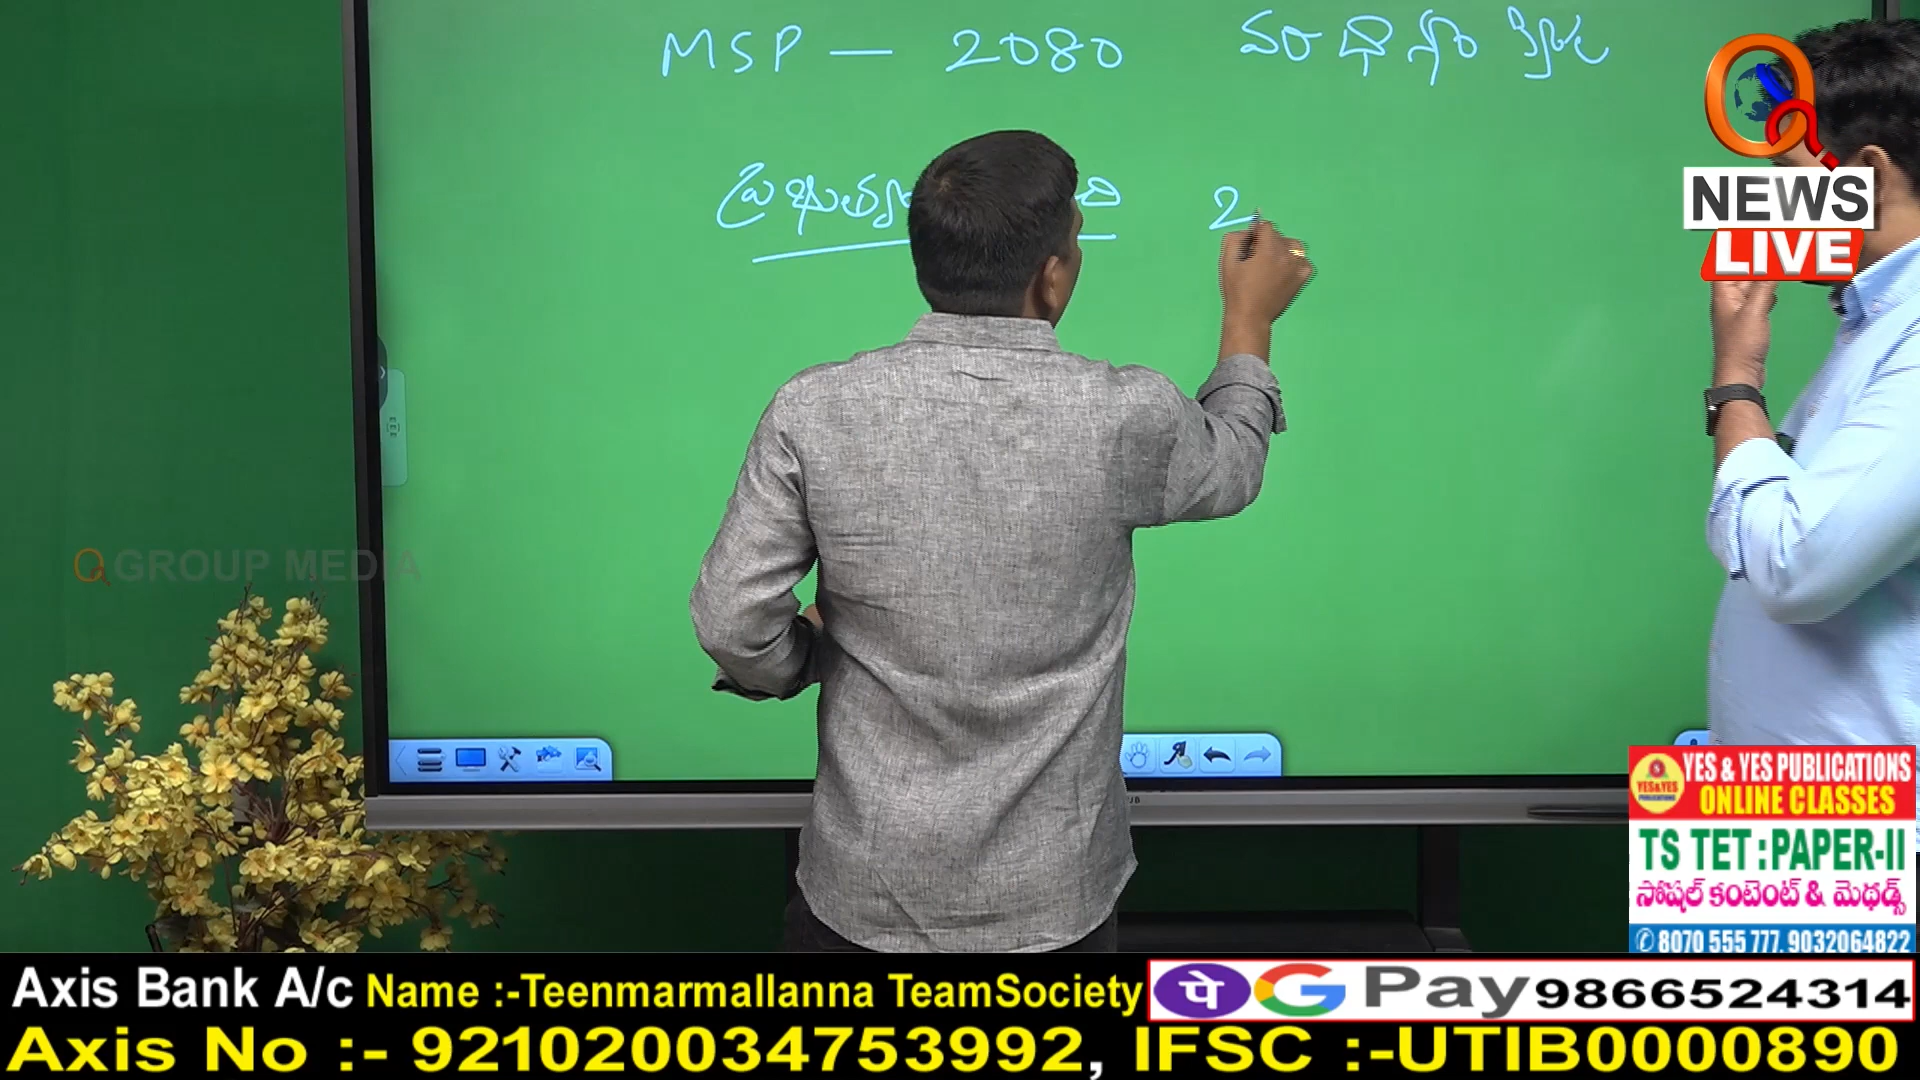 MSP — 2080
ప్రభుత్వం
2
Q
NEWS
LIVE
Q GROUP MEDIA
YES & YES PUBLICATIONS
ONLINE CLASSES
TS TET : PAPER-II
సోషల్ కంటెంట్ & మెథడ్స్
8070 555 777, 9032064822
Axis Bank A/c Name :-Teenmarmallanna TeamSociety
पे G Pay 9866524314
Axis No :- 921020034753992, IFSC :-UTIB0000890